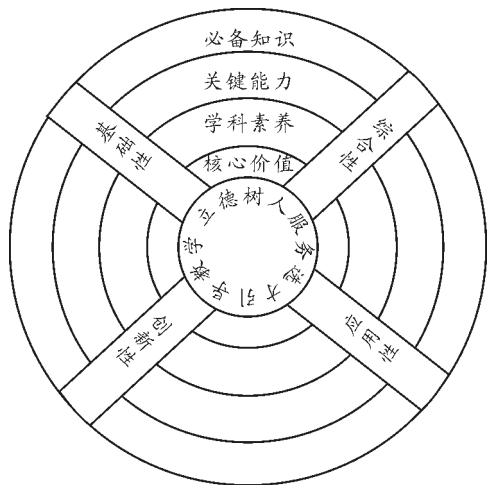 必备知识
关键能力
学科素养
核心价值
基础性
综合性
立德树人服务选才引导教学
创新性
应用性